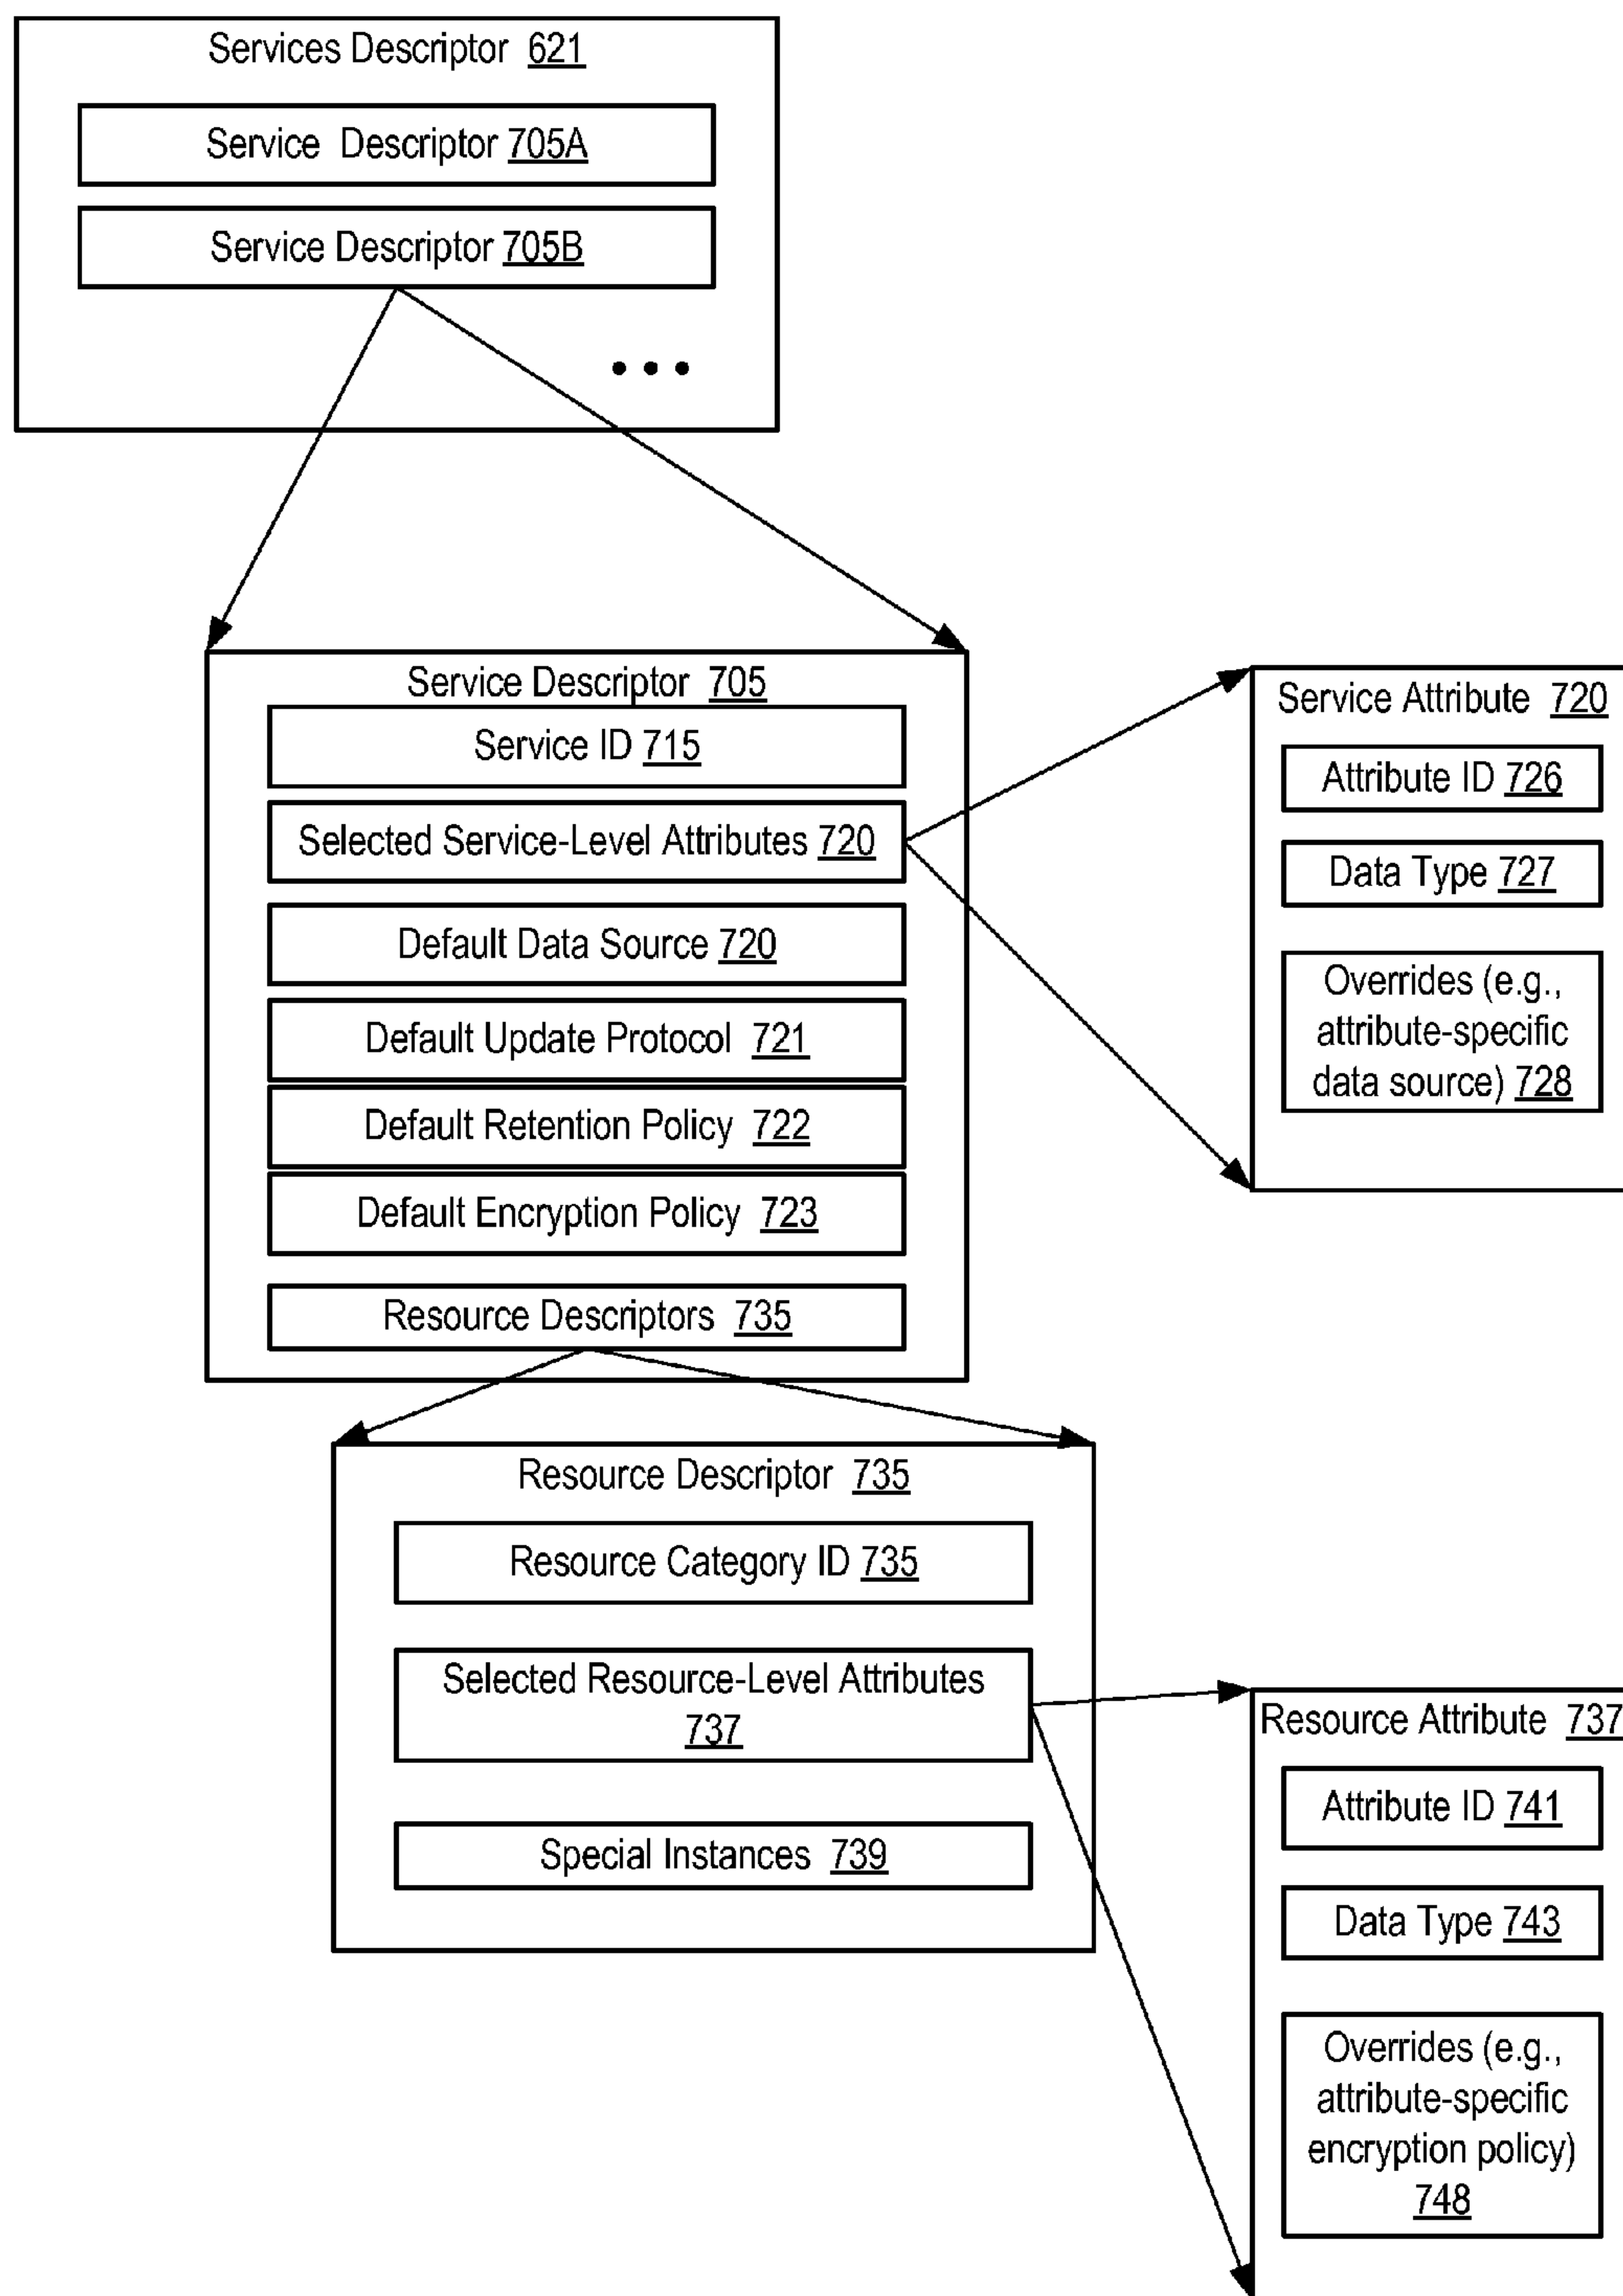 Services Descriptor 621
Service Descriptor 705A
Service Descriptor 705B
Service Descriptor 705
Service ID 715
Selected Service-Level Attributes 720
Default Data Source 720
Default Update Protocol 721
Default Retention Policy 722
Default Encryption Policy 723
Resource Descriptors 735
Service Attribute 720
Attribute ID 726
Data Type 727
Overrides (e.g.,
attribute-specific
data source) 728
Resource Descriptor 735
Resource Category ID 735
Selected Resource-Level Attributes
737
Special Instances 739
Resource Attribute 737
Attribute ID 741
Data Type 743
Overrides (e.g.,
attribute-specific
encryption policy)
748